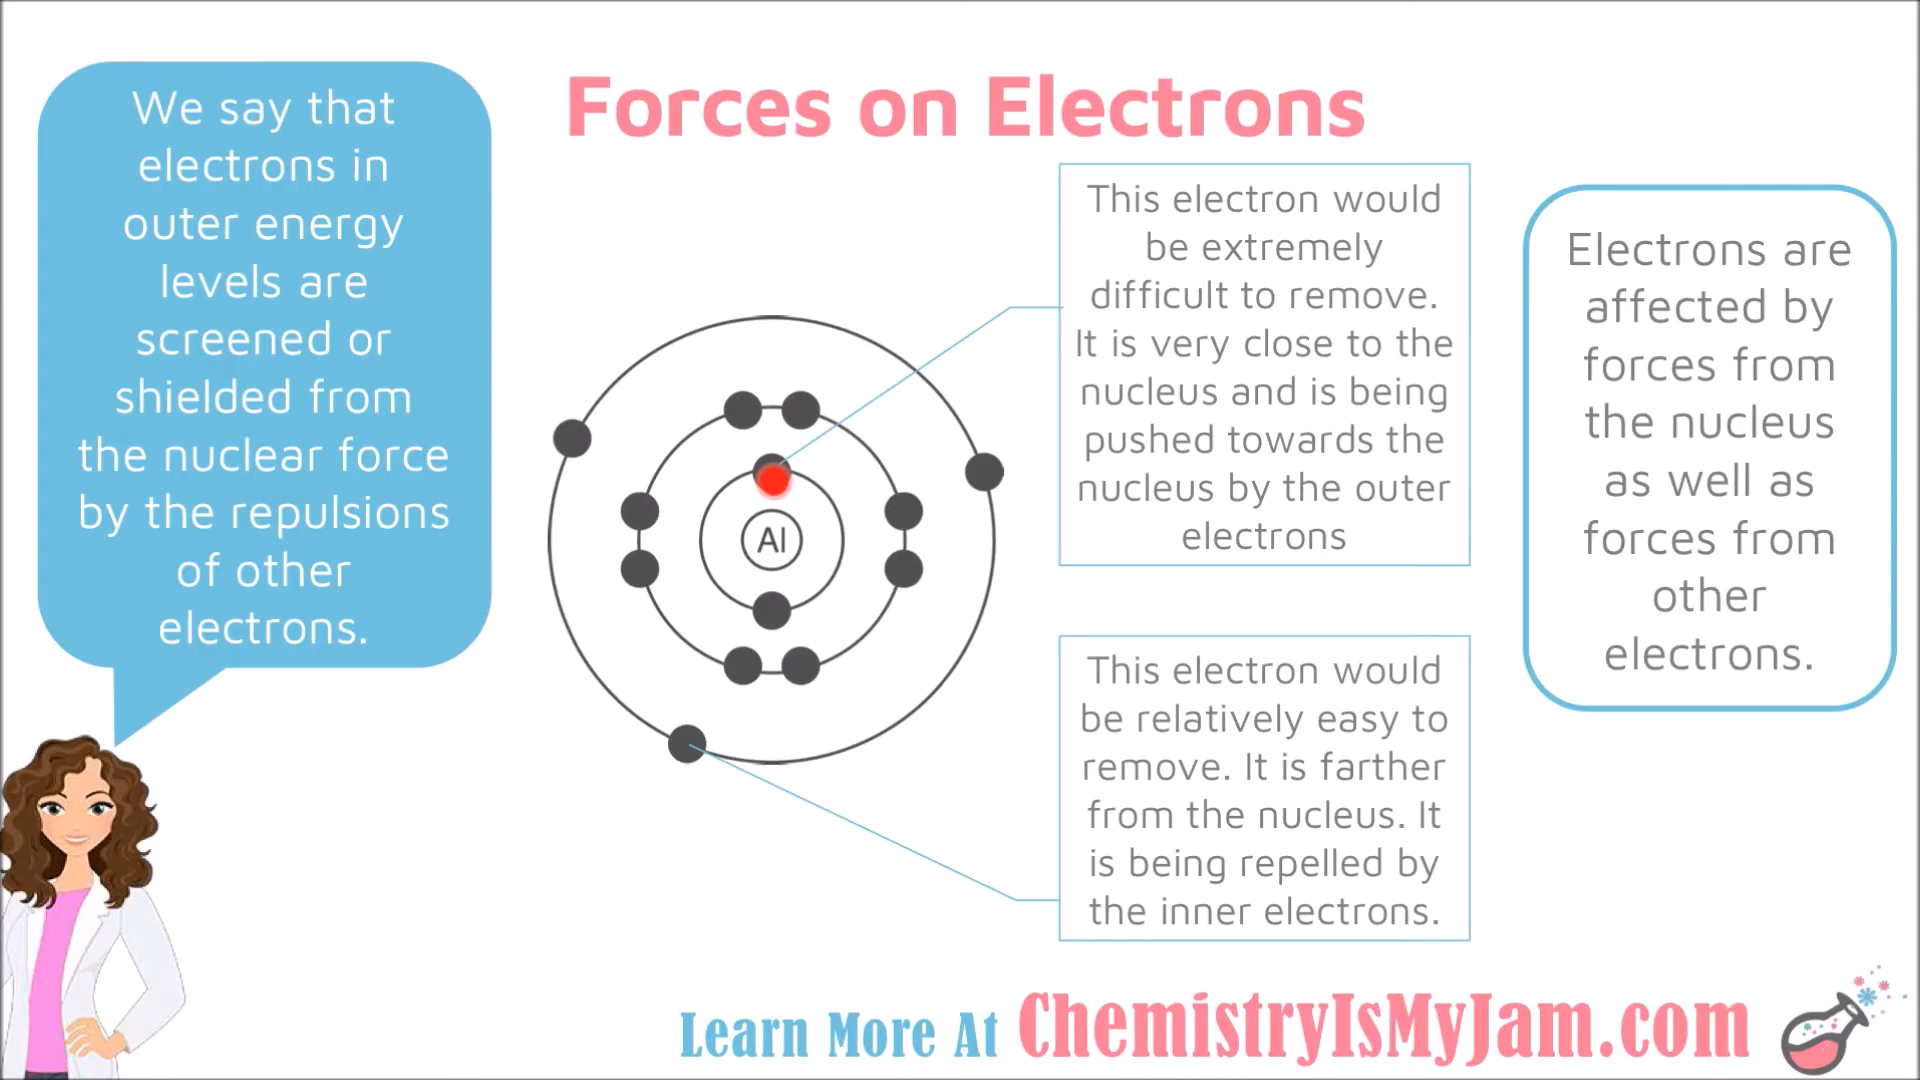 Forces on Electrons
We say that
electrons in
outer energy
levels are
screened or
shielded from
the nuclear force
by the repulsions
of other
electrons.
This electron would
be extremely
difficult to remove.
It is very close to the
nucleus and is being
pushed towards the
nucleus by the outer
electrons
Al
This electron would
be relatively easy to
remove. It is farther
from the nucleus. It
is being repelled by
the inner electrons.
Electrons are
affected by
forces from
the nucleus
as well as
forces from
other
electrons.
Learn More At ChemistryIsMyJam.com